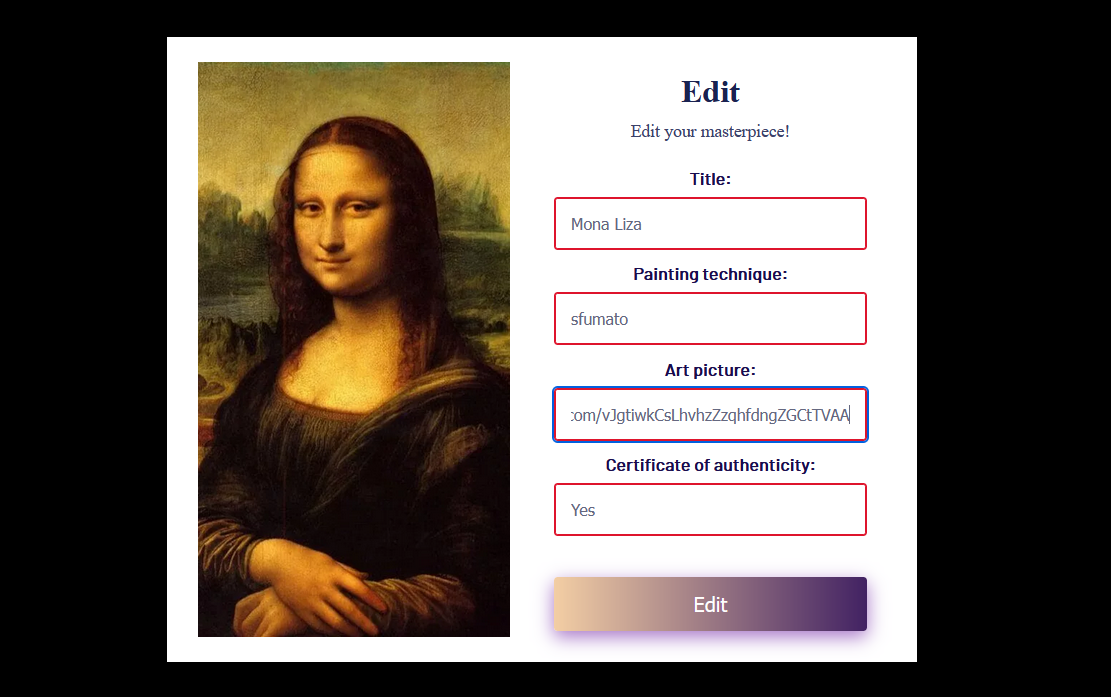 Edit
Edit your masterpiece!
Title:
Mona Liza
Painting technique:
sfumato
Art picture:
:om/vJgtiwkCsLhvhzZzqhfdngZGCtTVAA
Certificate of authenticity:
Yes
Edit